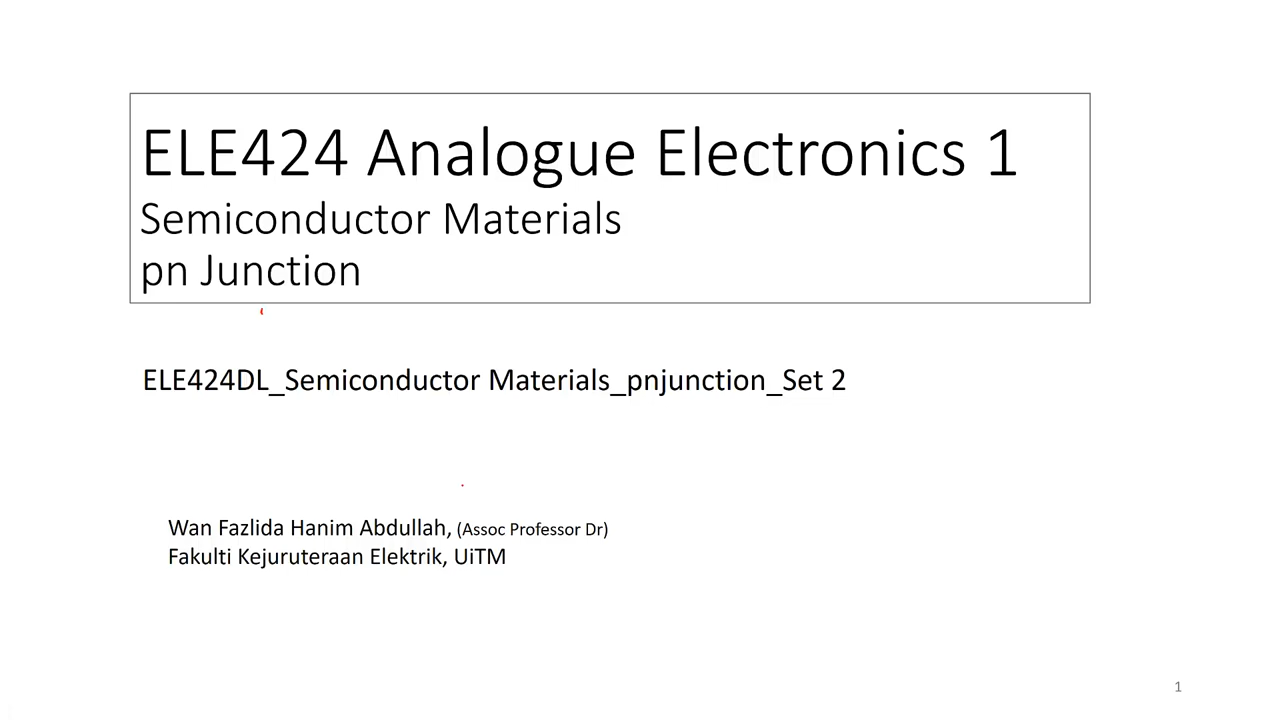 ELE424 Analogue Electronics 1
Semiconductor Materials
pn Junction
ELE424DL_Semiconductor Materials_pnjunction_Set 2
Wan Fazlida Hanim Abdullah, (Assoc Professor Dr)
Fakulti Kejuruteraan Elektrik, UiTM
1